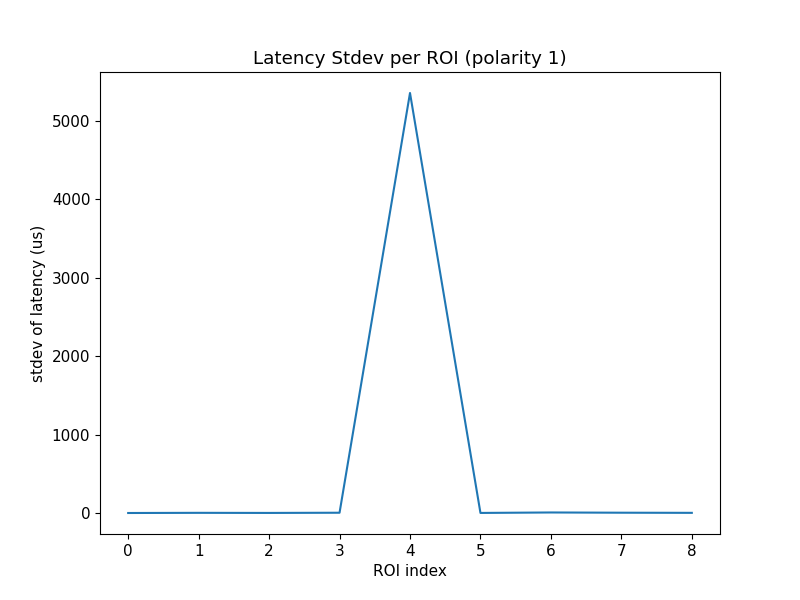 Latency Stdev per ROI (polarity 1)
stdev of latency (us)
5000
4000
3000
2000
1000
0
0 1 2 3 4 5 6 7 8
ROI index